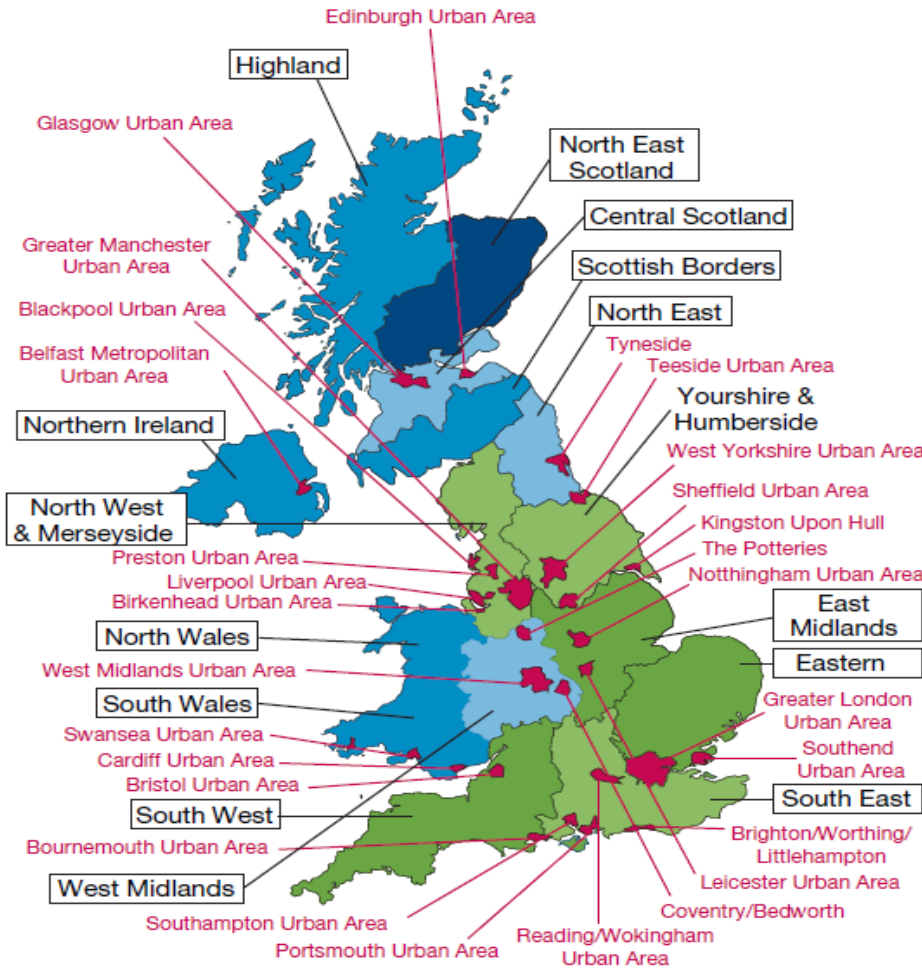 Edinburgh Urban Area
Highland
Glasgow Urban Area
North East
Scotland
Central Scotland
Greater Manchester
Urban Area
Scottish Borders
Blackpool Urban Area
North East
Belfast Metropolitan
Urban Area
Tyneside
Teeside Urban Area
Yourshire &
Humberside
Northern Ireland
West Yorkshire Urban Area
Sheffield Urban Area
North West
& Merseyside
Kingston Upon Hull
The Potteries
Preston Urban Area
Notthingham Urban Area
Liverpool Urban Area
Birkenhead Urban Area
East
Midlands
North Wales
Eastern
West Midlands Urban Area
South Wales
Greater London
Urban Area
Swansea Urban Area
Southend
Urban Area
Cardiff Urban Area
Bristol Urban Area
South East
South West
Brighton/Worthing/
Littlehampton
Bournemouth Urban Area
West Midlands
Leicester Urban Area
Coventry/Bedworth
Southampton Urban Area
Portsmouth Urban Area
Reading/Wokingham
Urban Area